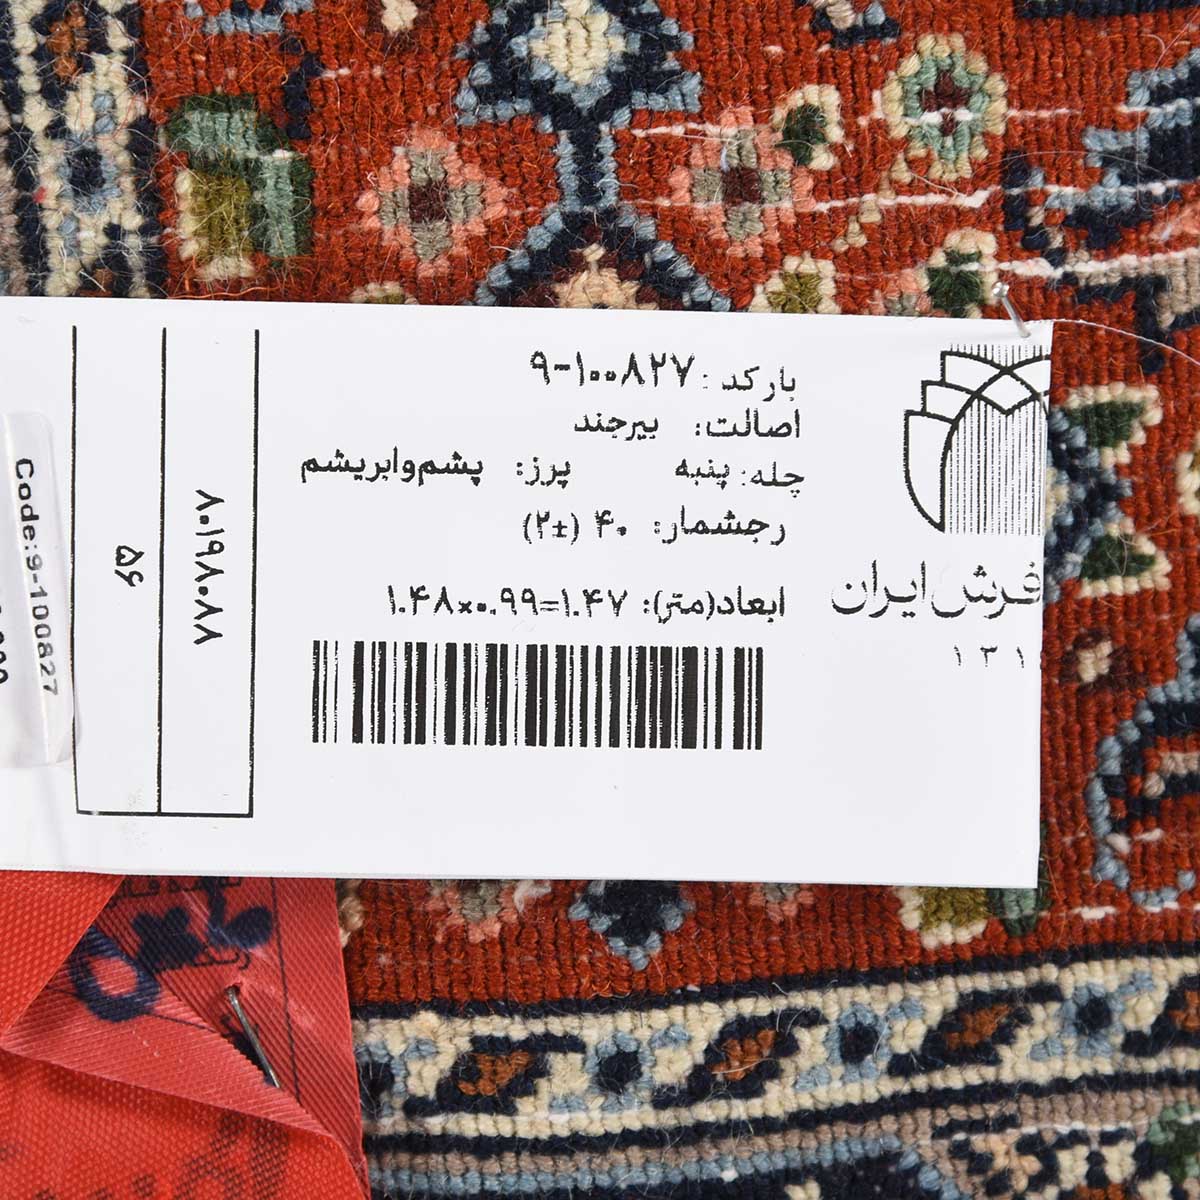 بارکد: ۹-۱۰۰۸۲۷
اصالت: بیرجند
چله: پنبه پرز: پشم‌وابریشم
رجشمار: ۴۰ (±۲)
ابعاد(متر): ۱.۴۸×۰.۹۹=۱.۴۷
فرش ایران
۱۳۱
۸۰۱۹۸۰۸۸
۵۶
Code:9-100827